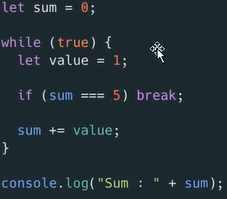 let sum = 0;
while (true) {
let value = 1;
if (sum === 5) break;
sum += value;
}
console.log("Sum : " + sum);